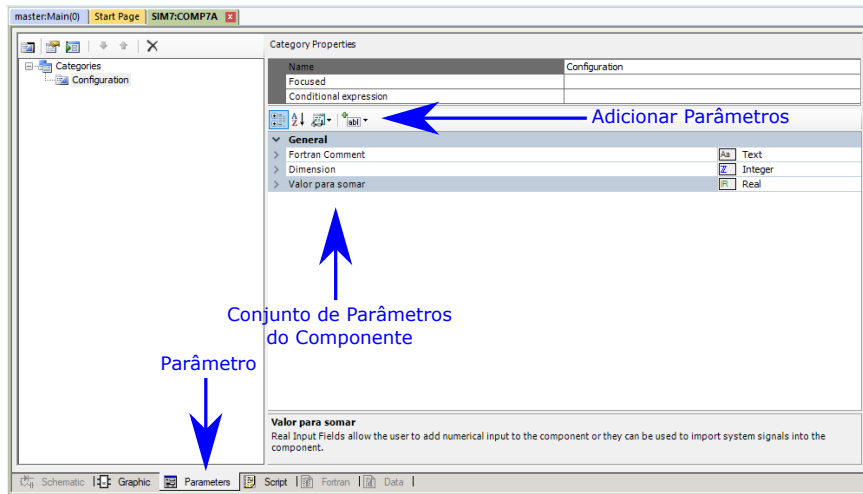 master:Main(0) Start Page SIM7:COMP7A
Category Properties
Categories
Configuration
Name Configuration
Focused
Conditional expression
Adicionar Parâmetros
General
Fortran Comment Aa Text
Dimension Z Integer
Valor para somar R Real
Conjunto de Parâmetros
do Componente
Parâmetro
Valor para somar
Real Input Fields allow the user to add numerical input to the component or they can be used to import system signals into the
component.
Schematic Graphic Parameters Script Fortran Data